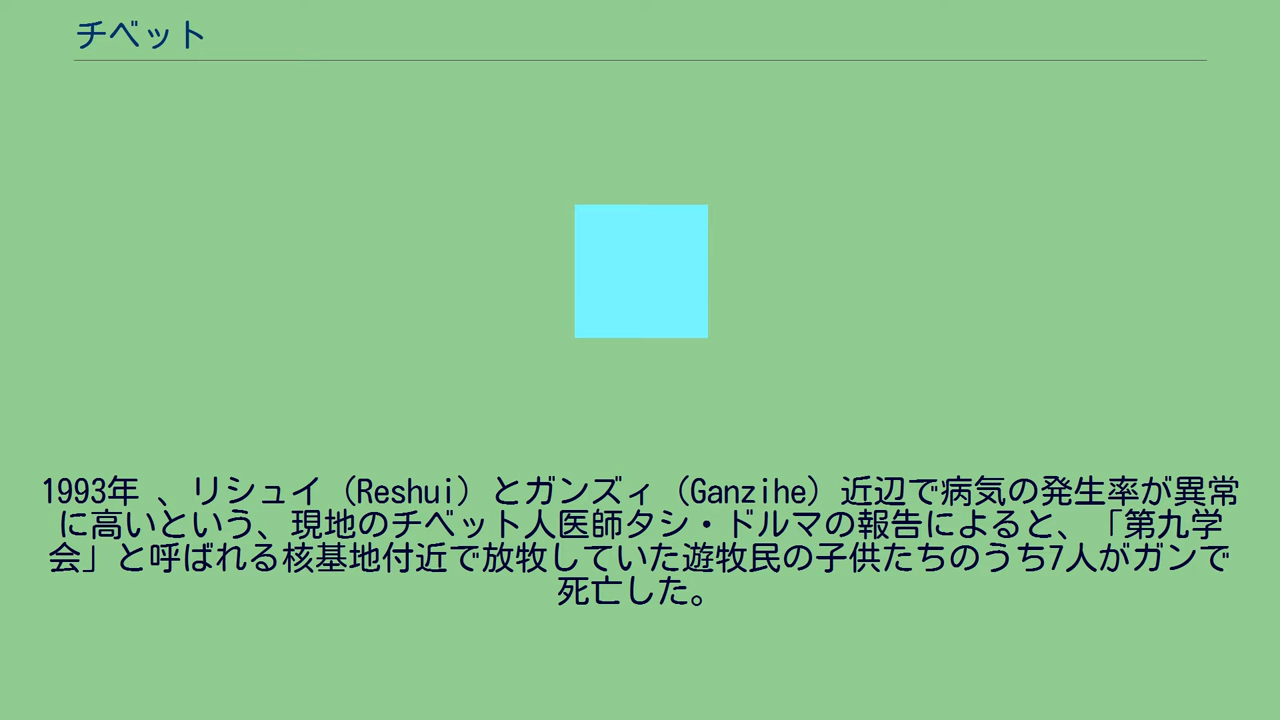 チベット
1993年 、リシュイ（Reshui）とガンズィ（Ganzihe）近辺で病気の発生率が異常
に高いという、現地のチベット人医師タシ・ドルマの報告によると、「第九学
会」と呼ばれる核基地付近で放牧していた遊牧民の子供たちのうち7人がガンで
死亡した。